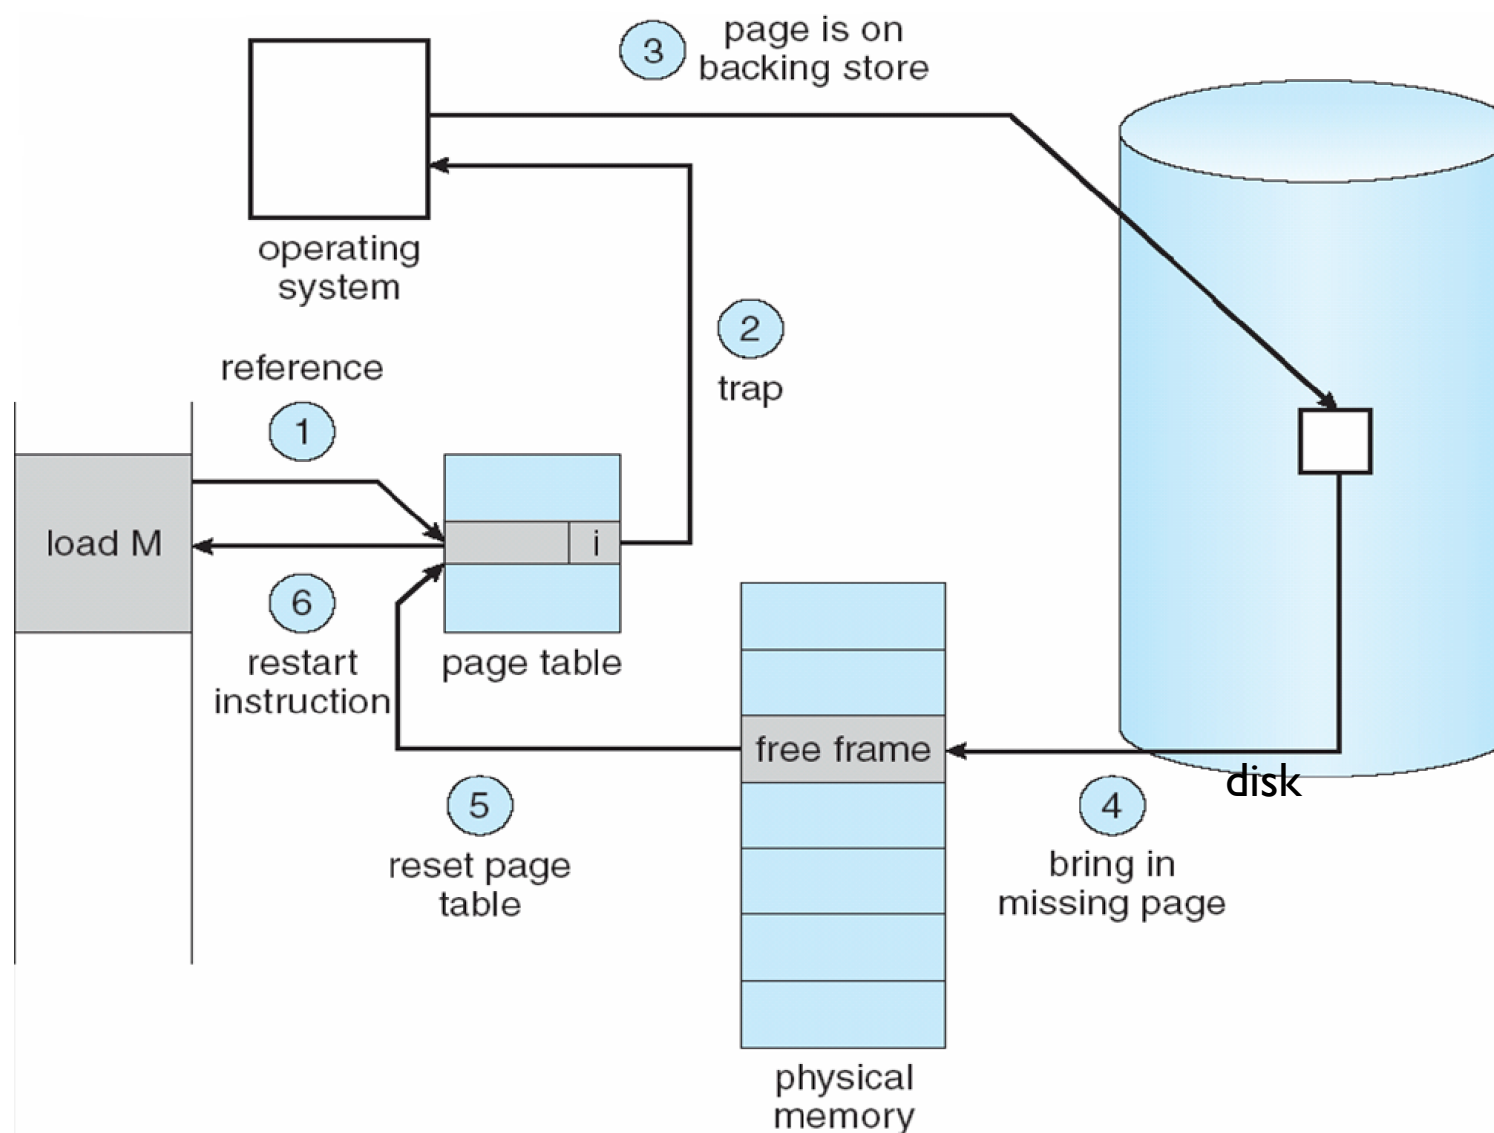 3
page is on
backing store
operating
system
2
trap
reference
1
load M
i
6
restart
instruction
page table
free frame
disk
5
reset page
table
4
bring in
missing page
physical
memory